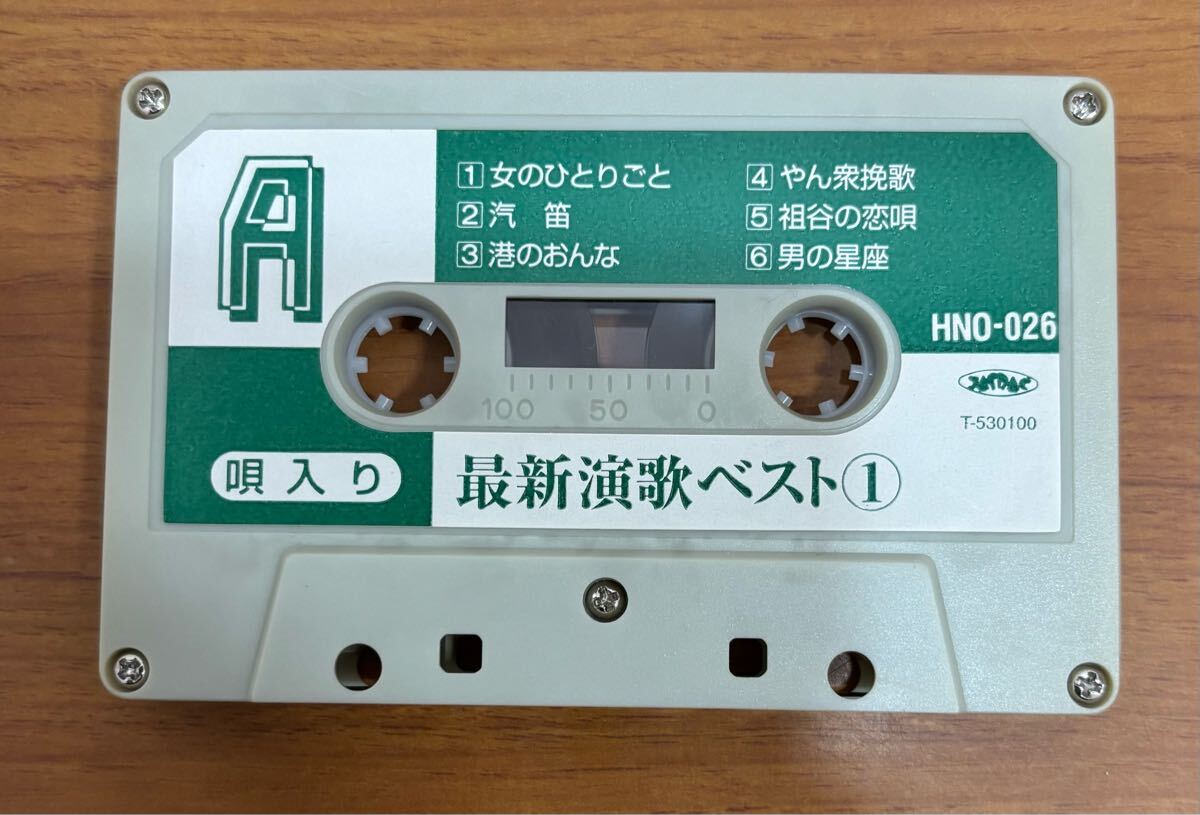 A
1 女のひとりごと
2 汽 笛
3 港のおんな
4 やん衆挽歌
5 祖谷の恋唄
6 男の星座
HNO-026
T-530100
100 50 0
唄入り
最新演歌ベスト①